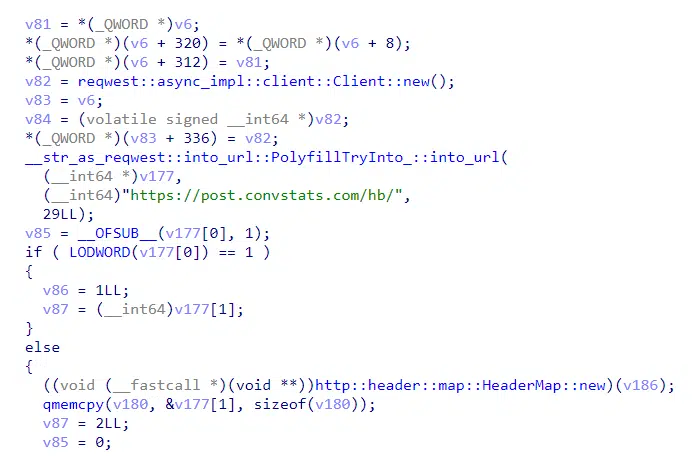 v81 = *(_QWORD *)v6;
*(_QWORD *)(v6 + 320) = *(_QWORD *)(v6 + 8);
*(_QWORD *)(v6 + 312) = v81;
v82 = reqwest::async_impl::client::Client::new();
v83 = v6;
v84 = (volatile signed __int64 *)v82;
*(_QWORD *)(v83 + 336) = v82;
__str_as_reqwest::into_url::PolyfillTryInto_::into_url(
(__int64 *)v177,
(__int64)"https://post.convstats.com/hb/",
29LL);
v85 = __OFSUB__(v177[0], 1);
if ( LODWORD(v177[0]) == 1 )
{
v86 = 1LL;
v87 = (__int64)v177[1];
}
else
{
((void (__fastcall *)(void **))http::header::map::HeaderMap::new)(v186);
qmemcpy(v180, &v177[1], sizeof(v180));
v87 = 2LL;
v85 = 0;